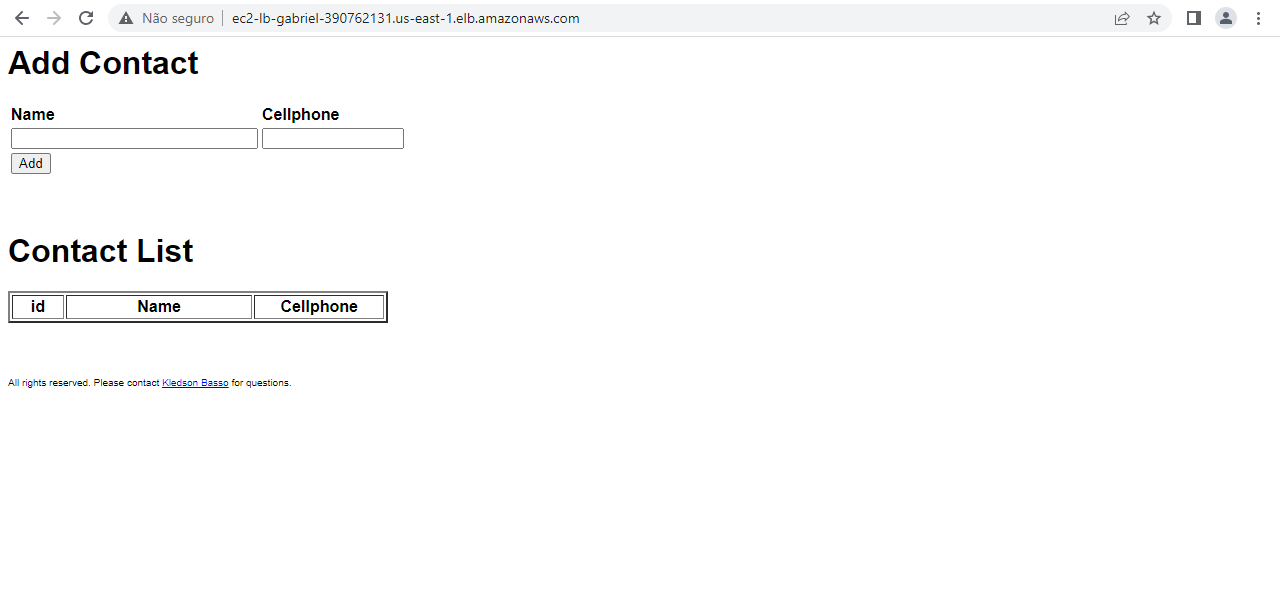 Não seguro ec2-lb-gabriel-390762131.us-east-1.elb.amazonaws.com
Add Contact
Name Cellphone
Add
Contact List
id Name Cellphone
All rights reserved. Please contact Kledson Basso for questions.